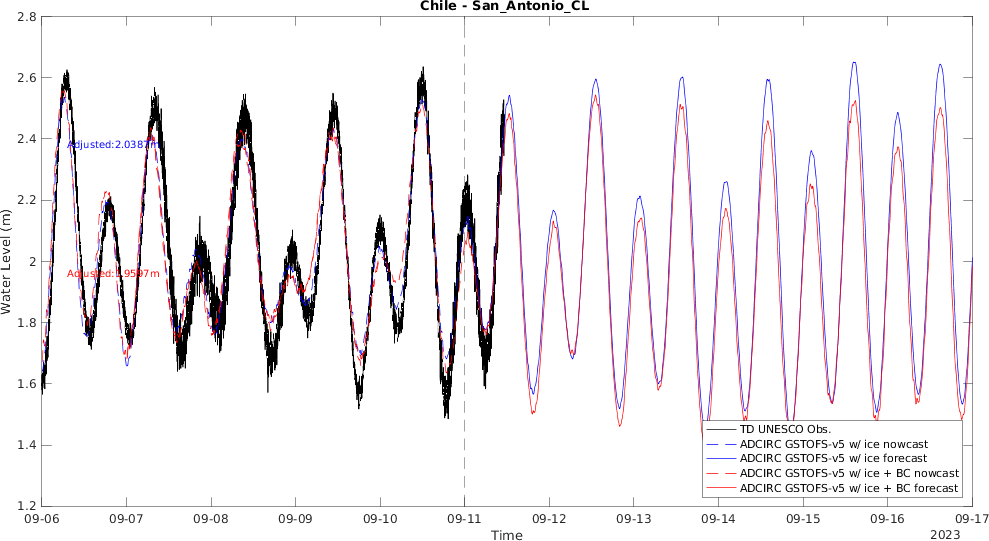 Chile - San_Antonio_CL
2.8
2.6
2.4
2.2
2
1.8
1.6
1.4
1.2
Water Level (m)
Adjusted:2.0387m
TD UNESCO Obs.
ADCIRC GSTOFS-v5 w/ ice nowcast
ADCIRC GSTOFS-v5 w/ ice forecast
ADCIRC GSTOFS-v5 w/ ice + BC nowcast
ADCIRC GSTOFS-v5 w/ ice + BC forecast
09-06 09-07 09-08 09-09 09-10 09-11 09-12 09-13 09-14 09-15 09-16 09-17
Time
2023